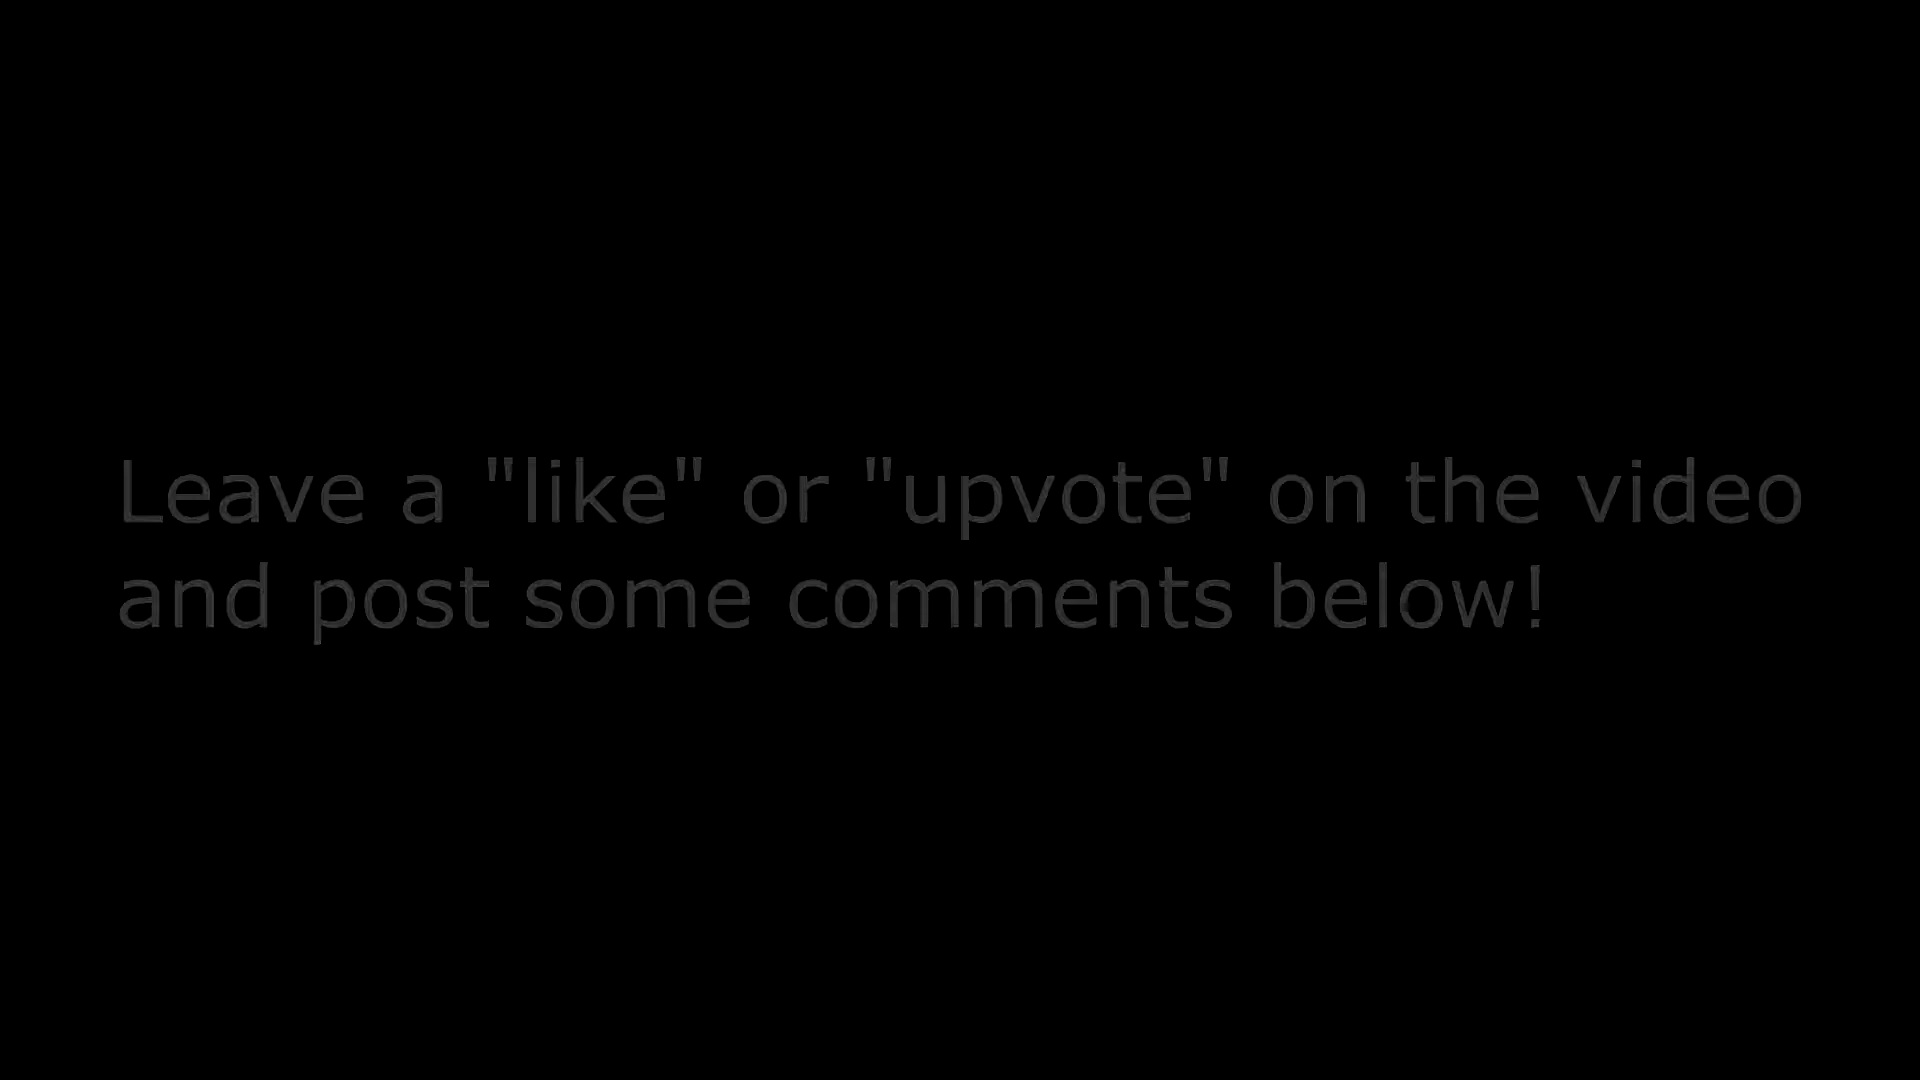 Leave a "like" or "upvote" on the video
and post some comments below!